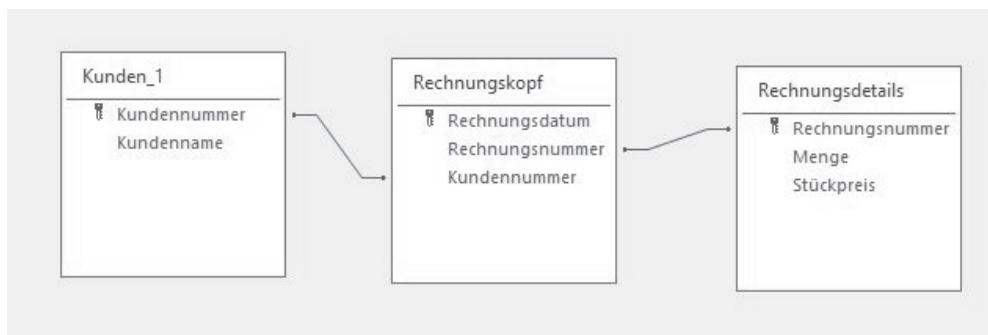 Kunden_1
Kundennummer
Kundenname
Rechnungskopf
Rechnungsdatum
Rechnungsnummer
Kundennummer
Rechnungsdetails
Rechnungsnummer
Menge
Stückpreis